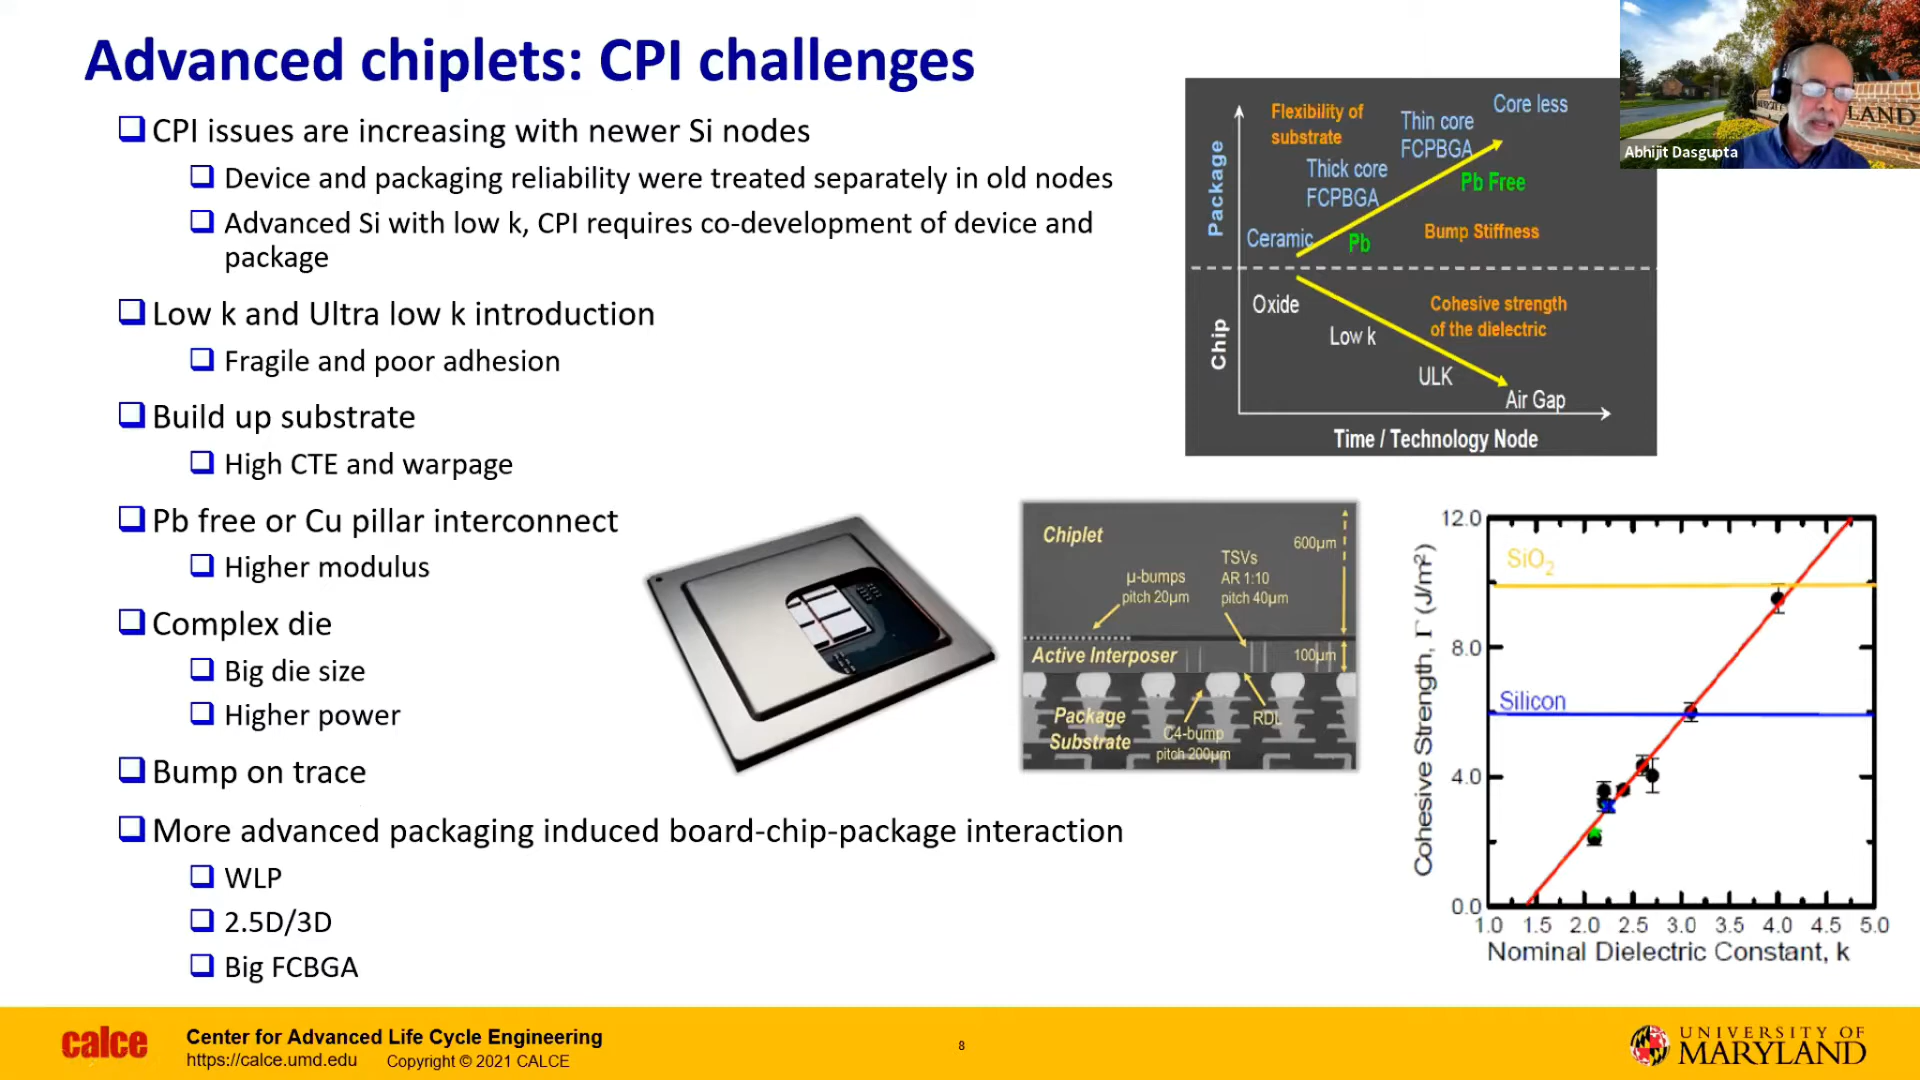 Advanced chiplets: CPI challenges
CPI issues are increasing with newer Si nodes
Device and packaging reliability were treated separately in old nodes
Advanced Si with low k, CPI requires co-development of device and
package
Low k and Ultra low k introduction
Fragile and poor adhesion
Build up substrate
High CTE and warpage
Pb free or Cu pillar interconnect
Higher modulus
Complex die
Big die size
Higher power
Bump on trace
More advanced packaging induced board-chip-package interaction
WLP
2.5D/3D
Big FCBGA
Package
Chip
Flexibility of
substrate
Core less
Thin core
FCPBGA
Thick core
FCPBGA
Pb Free
Ceramic
Pb
Bump Stiffness
Oxide
Cohesive strength
of the dielectric
Low k
ULK
Air Gap
Time / Technology Node
LAND
Abhijit Dasgupta
Chiplet
600µm
µ-bumps
pitch 20µm
TSVs
AR 1:10
pitch 40µm
Active Interposer
100µm
Package
Substrate
C4-bump
pitch 200µm
RDL
Cohesive Strength, Γ (J/m²)
12.0
8.0
4.0
0.0
SiO₂
Silicon
1.0 1.5 2.0 2.5 3.0 3.5 4.0 4.5 5.0
Nominal Dielectric Constant, k
calce
Center for Advanced Life Cycle Engineering
https://calce.umd.edu Copyright © 2021 CALCE
8
UNIVERSITY OF
MARYLAND